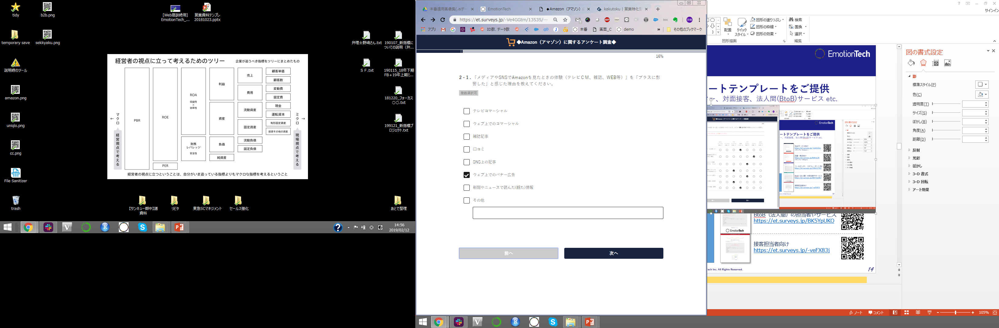 tidy
b2b.png
[Web商談時用]
EmotionTech_...
営業資料テンプレ
20181023.pptx
temporary save
sekkyaku.png
弁理士野崎さん.txt
190107_新指標に
ついての説明（弁...
説明時のツール
ＳＦ.txt
190115_18年下期
FB＋19年上期ミ...
amazon.png
181220_フォーカス
○○.txt
uniqlo.png
199121_新指標プ
ロジェクト.txt
cc.png
File Sanitizer
trash
【サンキュー御中】諸
資料
リビタ
東急SCマネジメント
セールス強化
あとで整理
経営者の視点に立って考えるためのツリー
企業が追うべき指標をツリーにまとめたもの
←マクロ
経営視点で考える
PBR
ROE
PER
ROA
収益性
×
効率性
財務
レバレッジ
安全性
利益
資産
負債
純資産
売上
費用
流動資産
固定資産
流動負債
固定負債
顧客単価
顧客数
変動費
固定費
現金
運転資本
有形固定資産
投資その他の資産
ミクロ→
現場視点で考える
経営者の視点に立つということは、自分がいま追っている指標よりもマクロな指標を考えるということ
14:56
2019/02/12
本番適用画像集(.aiデー
EmotionTech
◆Amazon（アマゾン）に
kakutoku | 営業特化型
https://et.surveys.jp/-Ve4GGtm/13535/…
アプリ
ID数、データ数
本番
画面_C
demo
»
その他のブックマーク
◆Amazon（アマゾン）に関するアンケート調査◆
16%
2-1.「メディアやSNSでAmazonを見たときの体験（テレビＣＭ、雑誌、WEB等）」を「プラスに影
響した」と感じた理由を教えてください。
複数選択可
テレビコマーシャル
ウェブ上でのコマーシャル
雑誌記事
口コミ
SNS上の記事
ウェブ上でのバナー広告
新聞やニュースで読んだ(観た)情報
その他
前へ
次へ
サインイン
配置
クイック
スタイル
図形の塗りつぶし
図形の枠線
図形の効果
図形描画
検索
置換
選択
編集
EmotionTech
ートテンプレートをご提供
、対面接客、法人間(BtoB)サービス etc.
BtoB（法人間）の担当者やサービス
https://et.surveys.jp/BK5YpUKO
EmotionTech
接客担当者向け
https://et.surveys.jp/-veFX83j
Tech Inc. All Rights Reserved.
14
図の書式設定
影
標準スタイル(P)
色(C)
透明度(T)
サイズ(S)
ぼかし(B)
角度(A)
距離(D)
反射
光彩
ぼかし
3-D 書式
3-D 回転
アート効果
ノート
コメント
105%